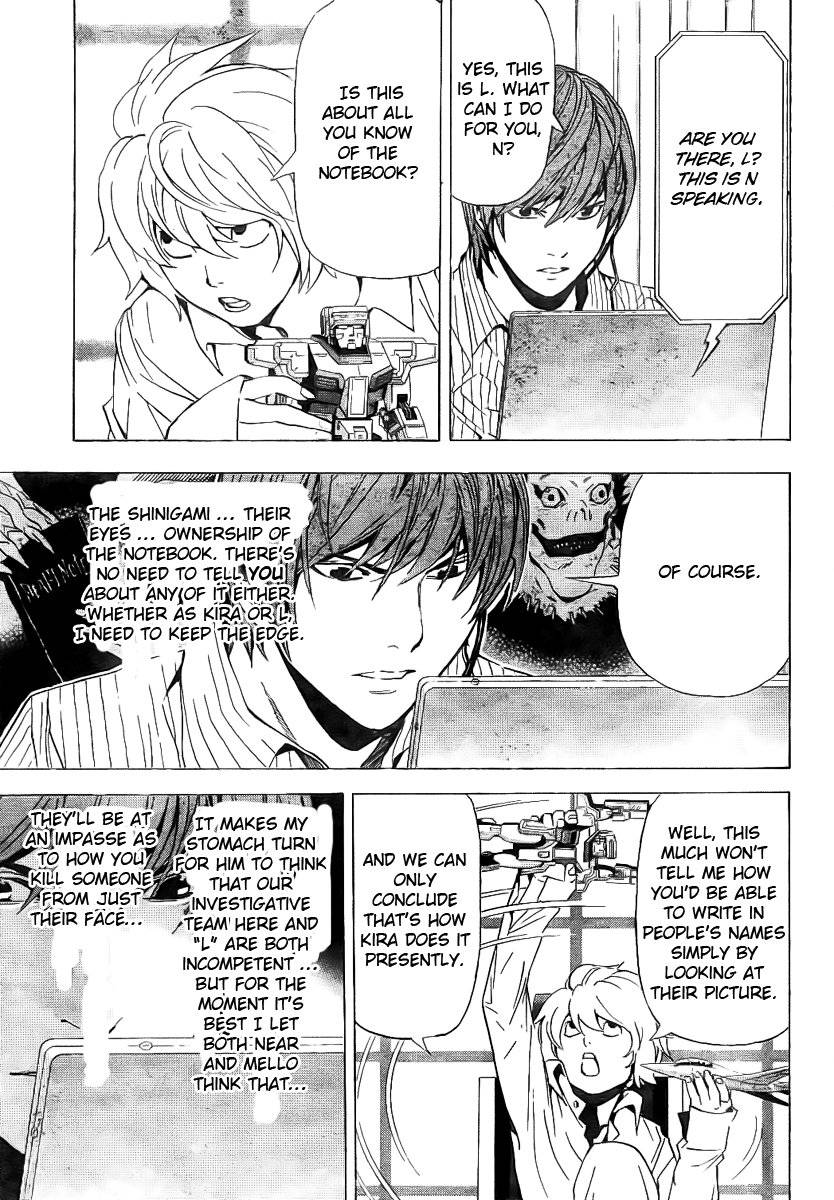 ARE YOU
THERE, L?
THIS IS N
SPEAKING.
YES, THIS
IS L. WHAT
CAN I DO
FOR YOU,
N?
IS THIS
ABOUT ALL
YOU KNOW
OF THE
NOTEBOOK?
OF COURSE.
THE SHINIGAMI ... THEIR
EYES ... OWNERSHIP OF
THE NOTEBOOK. THERE'S
NO NEED TO TELL YOU
ABOUT ANY OF IT EITHER.
WHETHER AS KIRA OR L,
I NEED TO KEEP THE EDGE.
WELL, THIS
MUCH WON'T
TELL ME HOW
YOU'D BE ABLE
TO WRITE IN
PEOPLE'S NAMES
SIMPLY BY
LOOKING AT
THEIR PICTURE.
AND WE CAN
ONLY
CONCLUDE
THAT'S HOW
KIRA DOES IT
PRESENTLY.
IT MAKES MY
STOMACH TURN
FOR HIM TO THINK
THAT OUR
INVESTIGATIVE
TEAM HERE AND
"L" ARE BOTH
INCOMPETENT ...
BUT FOR THE
MOMENT IT'S
BEST I LET
BOTH NEAR
AND MELLO
THINK THAT...
THEY'LL BE AT
AN IMPASSE AS
TO HOW YOU
KILL SOMEONE
FROM JUST
THEIR FACE...